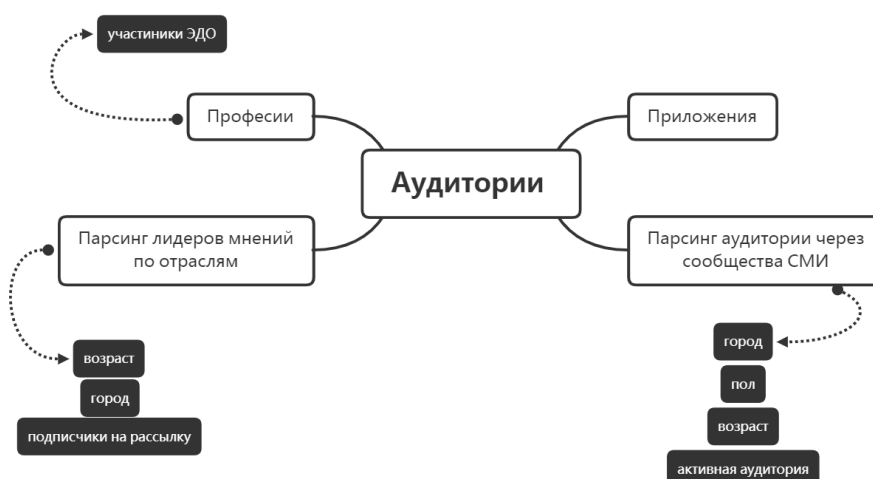 участиники ЭДО
Професии
Приложения
Аудитории
Парсинг лидеров мнений
по отраслям
Парсинг аудитории через
сообщества СМИ
возраст
город
подписчики на рассылку
город
пол
возраст
активная аудитория